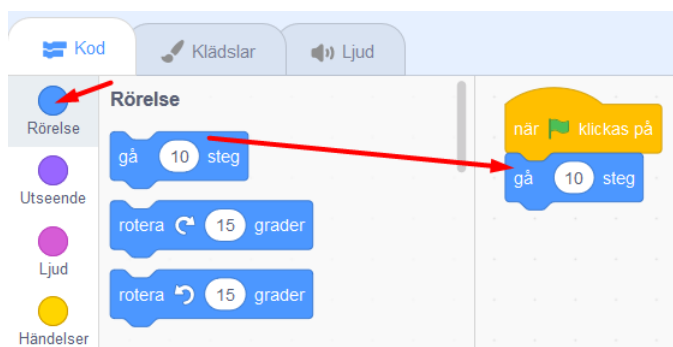 Kod
Klädslar
Ljud
Rörelse
Rörelse
gå 10 steg
Utseende
rotera 15 grader
Ljud
rotera 15 grader
Händelser
när klickas på
gå 10 steg